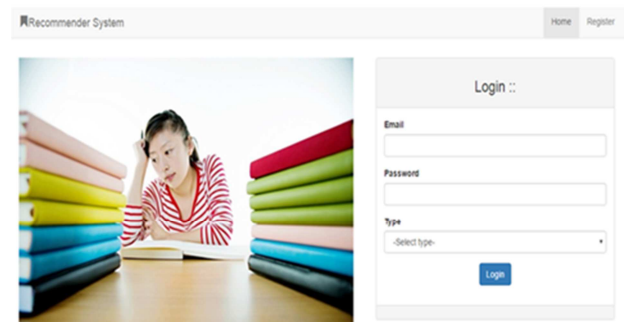 Recommender System
Home Register
Login ::
Email
Password
Type
-Select type-
Login